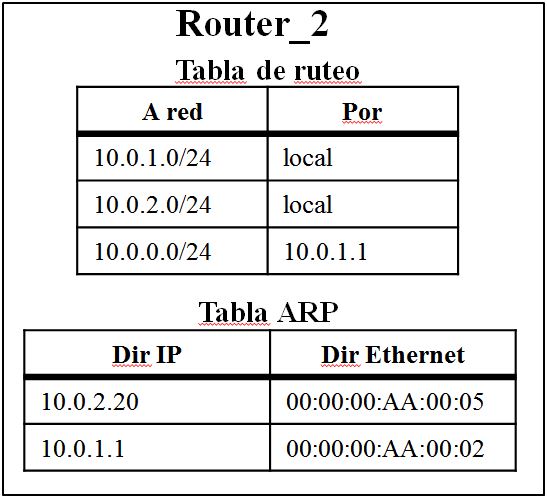 Router_2
Tabla de ruteo
A red Por
10.0.1.0/24 local
10.0.2.0/24 local
10.0.0.0/24 10.0.1.1
Tabla ARP
Dir IP Dir Ethernet
10.0.2.20 00:00:00:AA:00:05
10.0.1.1 00:00:00:AA:00:02